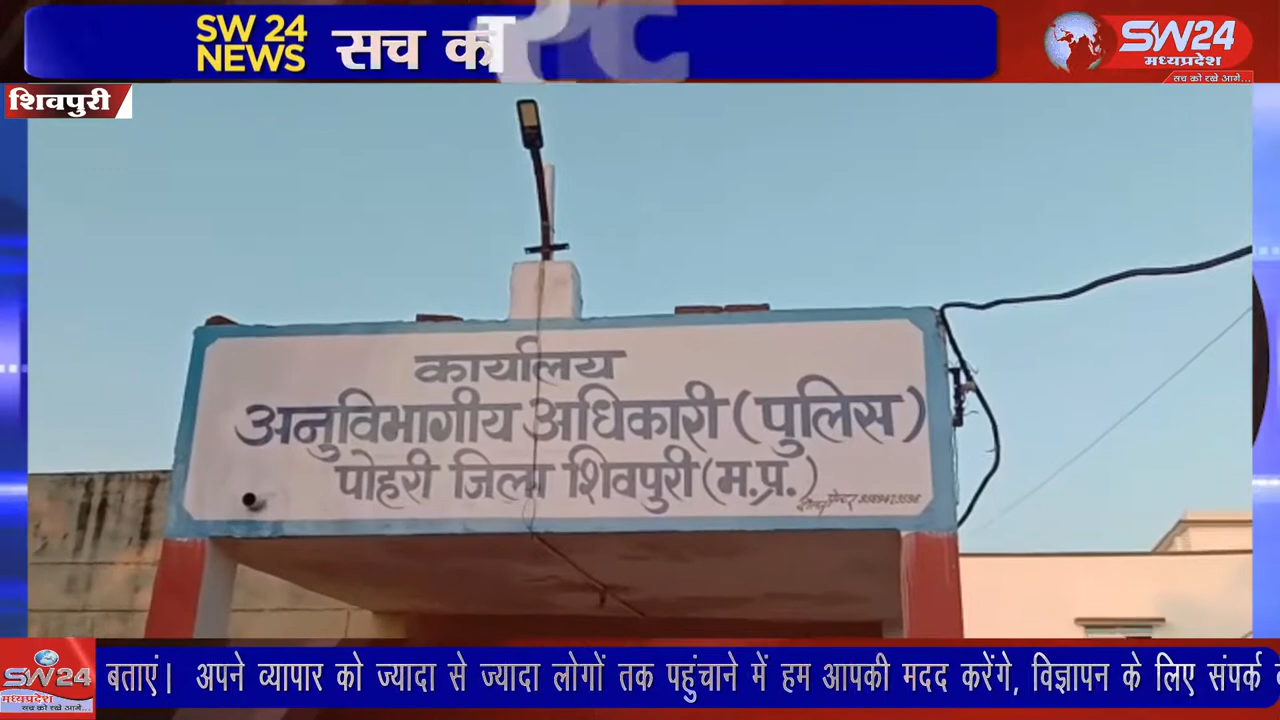 SW 24
NEWS
सच क
SW24
मध्यप्रदेश
सच को रखे आगे...
शिवपुरी
कार्यालय
अनुविभागीय अधिकारी (पुलिस)
पोहरी जिला शिवपुरी (म.प्र.)
SW24
मध्यप्रदेश
सच को रखे आगे...
बताएं। अपने व्यापार को ज्यादा से ज्यादा लोगों तक पहुंचाने में हम आपकी मदद करेंगे, विज्ञापन के लिए संपर्क